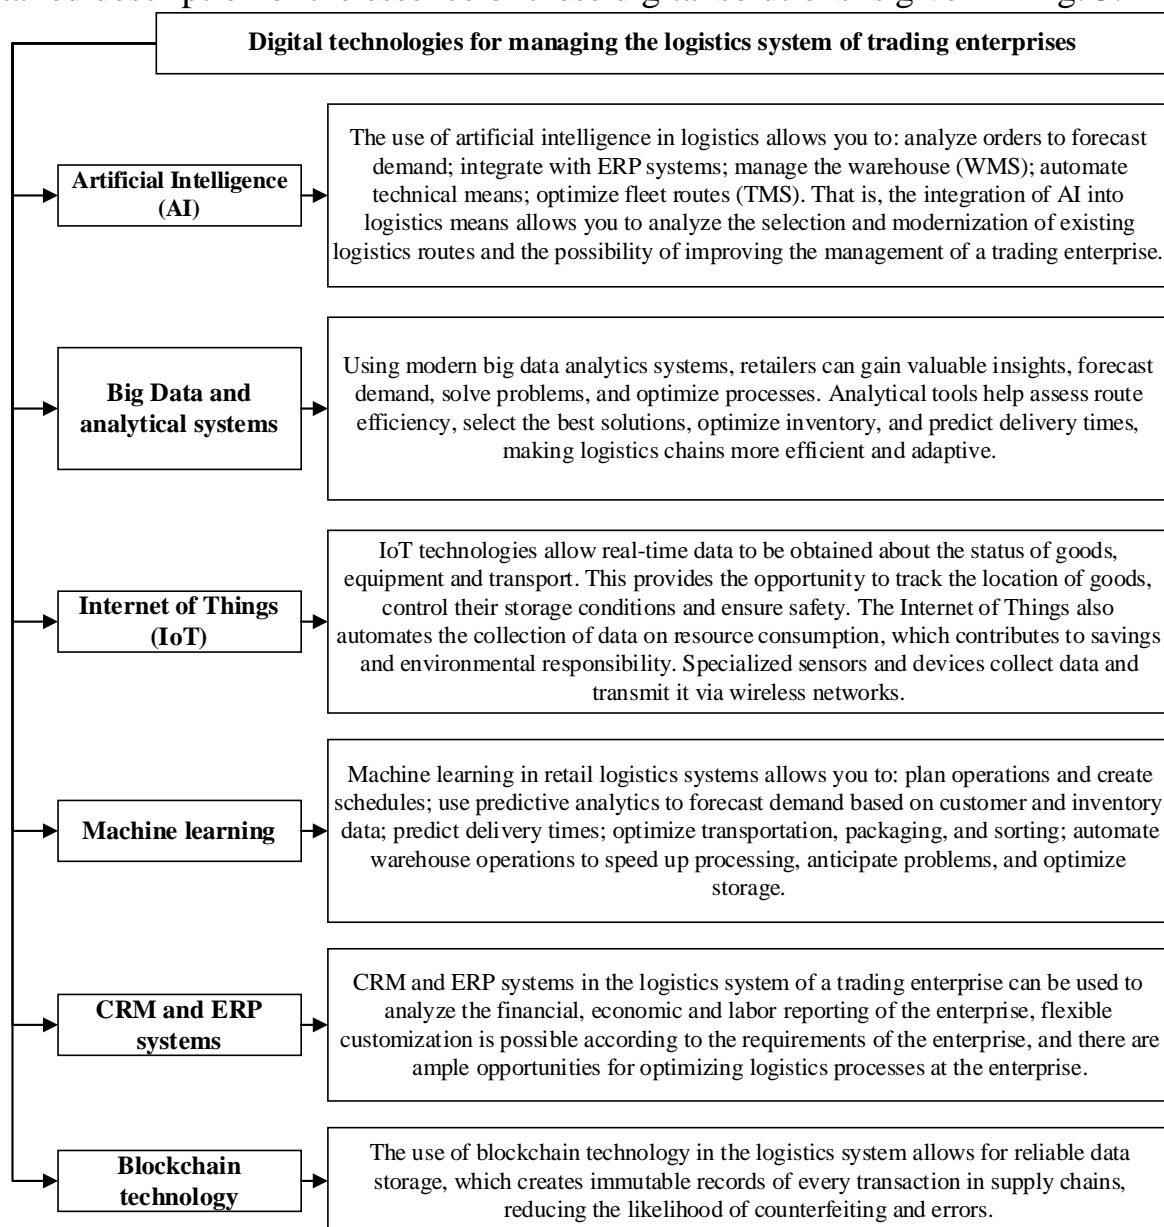 description of the essence of these digital solutions is given in Fig. 3.
Digital technologies for managing the logistics system of trading enterprises
Artificial Intelligence
(AI)
The use of artificial intelligence in logistics allows you to: analyze orders to forecast
demand; integrate with ERP systems; manage the warehouse (WMS); automate
technical means; optimize fleet routes (TMS). That is, the integration of AI into
logistics means allows you to analyze the selection and modernization of existing
logistics routes and the possibility of improving the management of a trading enterprise.
Big Data and
analytical systems
Using modern big data analytics systems, retailers can gain valuable insights, forecast
demand, solve problems, and optimize processes. Analytical tools help assess route
efficiency, select the best solutions, optimize inventory, and predict delivery times,
making logistics chains more efficient and adaptive.
Internet of Things
(IoT)
IoT technologies allow real-time data to be obtained about the status of goods,
equipment and transport. This provides the opportunity to track the location of goods,
control their storage conditions and ensure safety. The Internet of Things also
automates the collection of data on resource consumption, which contributes to savings
and environmental responsibility. Specialized sensors and devices collect data and
transmit it via wireless networks.
Machine learning
Machine learning in retail logistics systems allows you to: plan operations and create
schedules; use predictive analytics to forecast demand based on customer and inventory
data; predict delivery times; optimize transportation, packaging, and sorting; automate
warehouse operations to speed up processing, anticipate problems, and optimize
storage.
CRM and ERP
systems
CRM and ERP systems in the logistics system of a trading enterprise can be used to
analyze the financial, economic and labor reporting of the enterprise, flexible
customization is possible according to the requirements of the enterprise, and there are
ample opportunities for optimizing logistics processes at the enterprise.
Blockchain
technology
The use of blockchain technology in the logistics system allows for reliable data
storage, which creates immutable records of every transaction in supply chains,
reducing the likelihood of counterfeiting and errors.